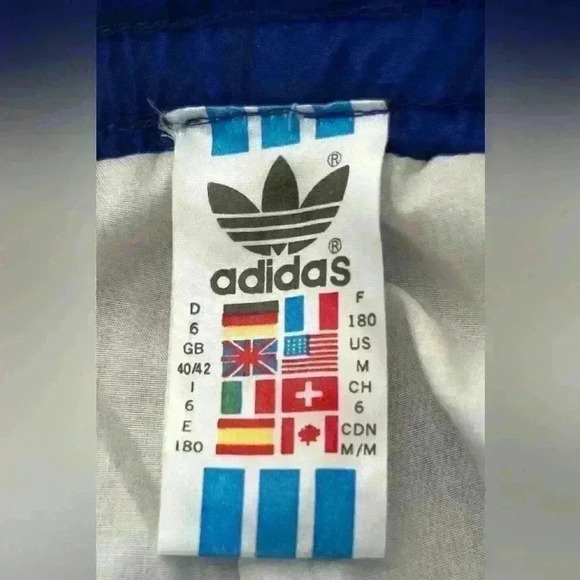 ®
®
adidas
D
6
GB
40/42
I
6
E
180
F
180
US
M
CH
6
CDN
M/M